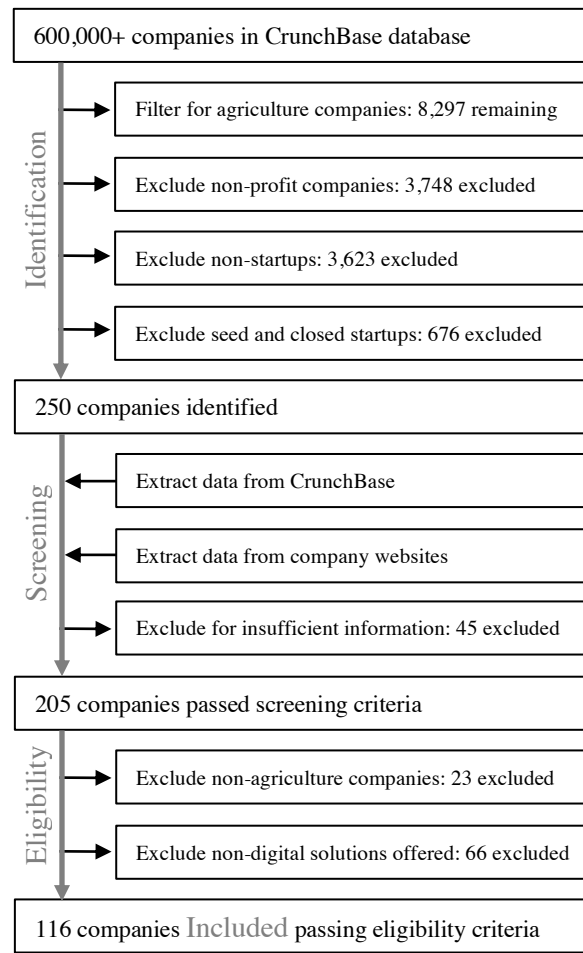 600,000+ companies in CrunchBase database
Filter for agriculture companies: 8,297 remaining
Exclude non-profit companies: 3,748 excluded
Exclude non-startups: 3,623 excluded
Exclude seed and closed startups: 676 excluded
Identification
250 companies identified
Extract data from CrunchBase
Extract data from company websites
Exclude for insufficient information: 45 excluded
Screening
205 companies passed screening criteria
Exclude non-agriculture companies: 23 excluded
Exclude non-digital solutions offered: 66 excluded
Eligibility
116 companies Included passing eligibility criteria